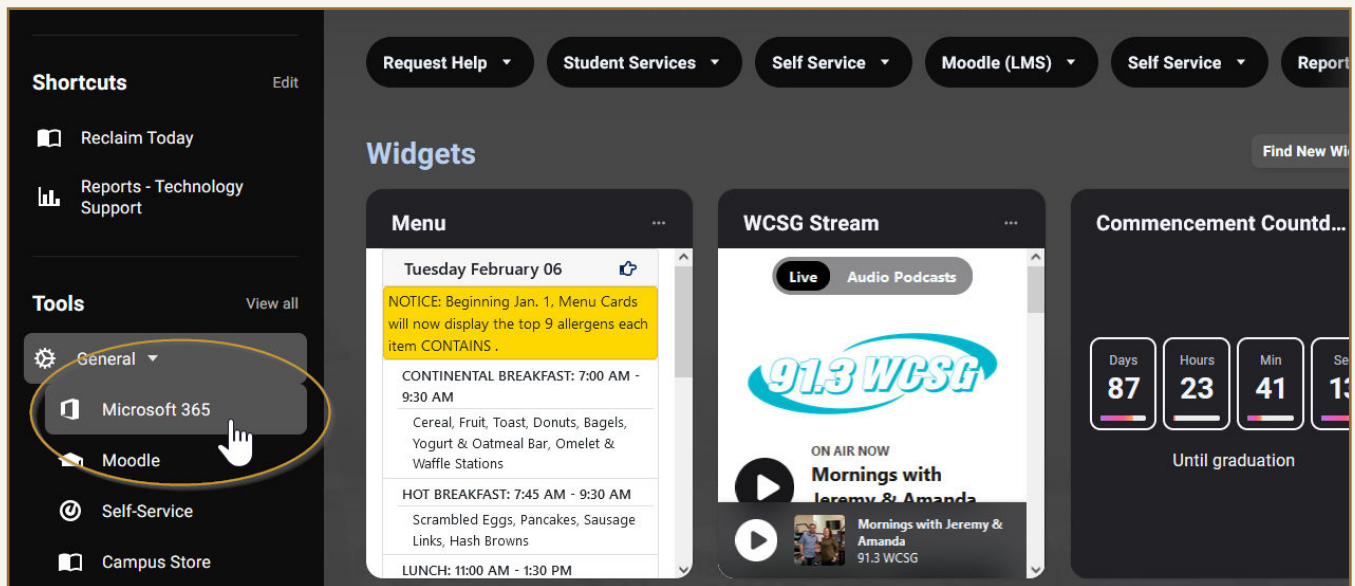 Shortcuts
Edit
Reclaim Today
Reports - Technology
Support
Tools
View all
General
Microsoft 365
Moodle
Self-Service
Campus Store
Request Help
Student Services
Self Service
Moodle (LMS)
Self Service
Report
Widgets
Find New Wi
Menu
Tuesday February 06
NOTICE: Beginning Jan. 1, Menu Cards
will now display the top 9 allergens each
item CONTAINS .
CONTINENTAL BREAKFAST: 7:00 AM -
9:30 AM
Cereal, Fruit, Toast, Donuts, Bagels,
Yogurt & Oatmeal Bar, Omelet &
Waffle Stations
HOT BREAKFAST: 7:45 AM - 9:30 AM
Scrambled Eggs, Pancakes, Sausage
Links, Hash Browns
LUNCH: 11:00 AM - 1:30 PM
WCSG Stream
Live Audio Podcasts
91.3 WCSG
ON AIR NOW
Mornings with
Jeremy & Amanda
Mornings with Jeremy &
Amanda
91.3 WCSG
Commencement Countd...
Days Hours Min Se
87 23 41
Until graduation